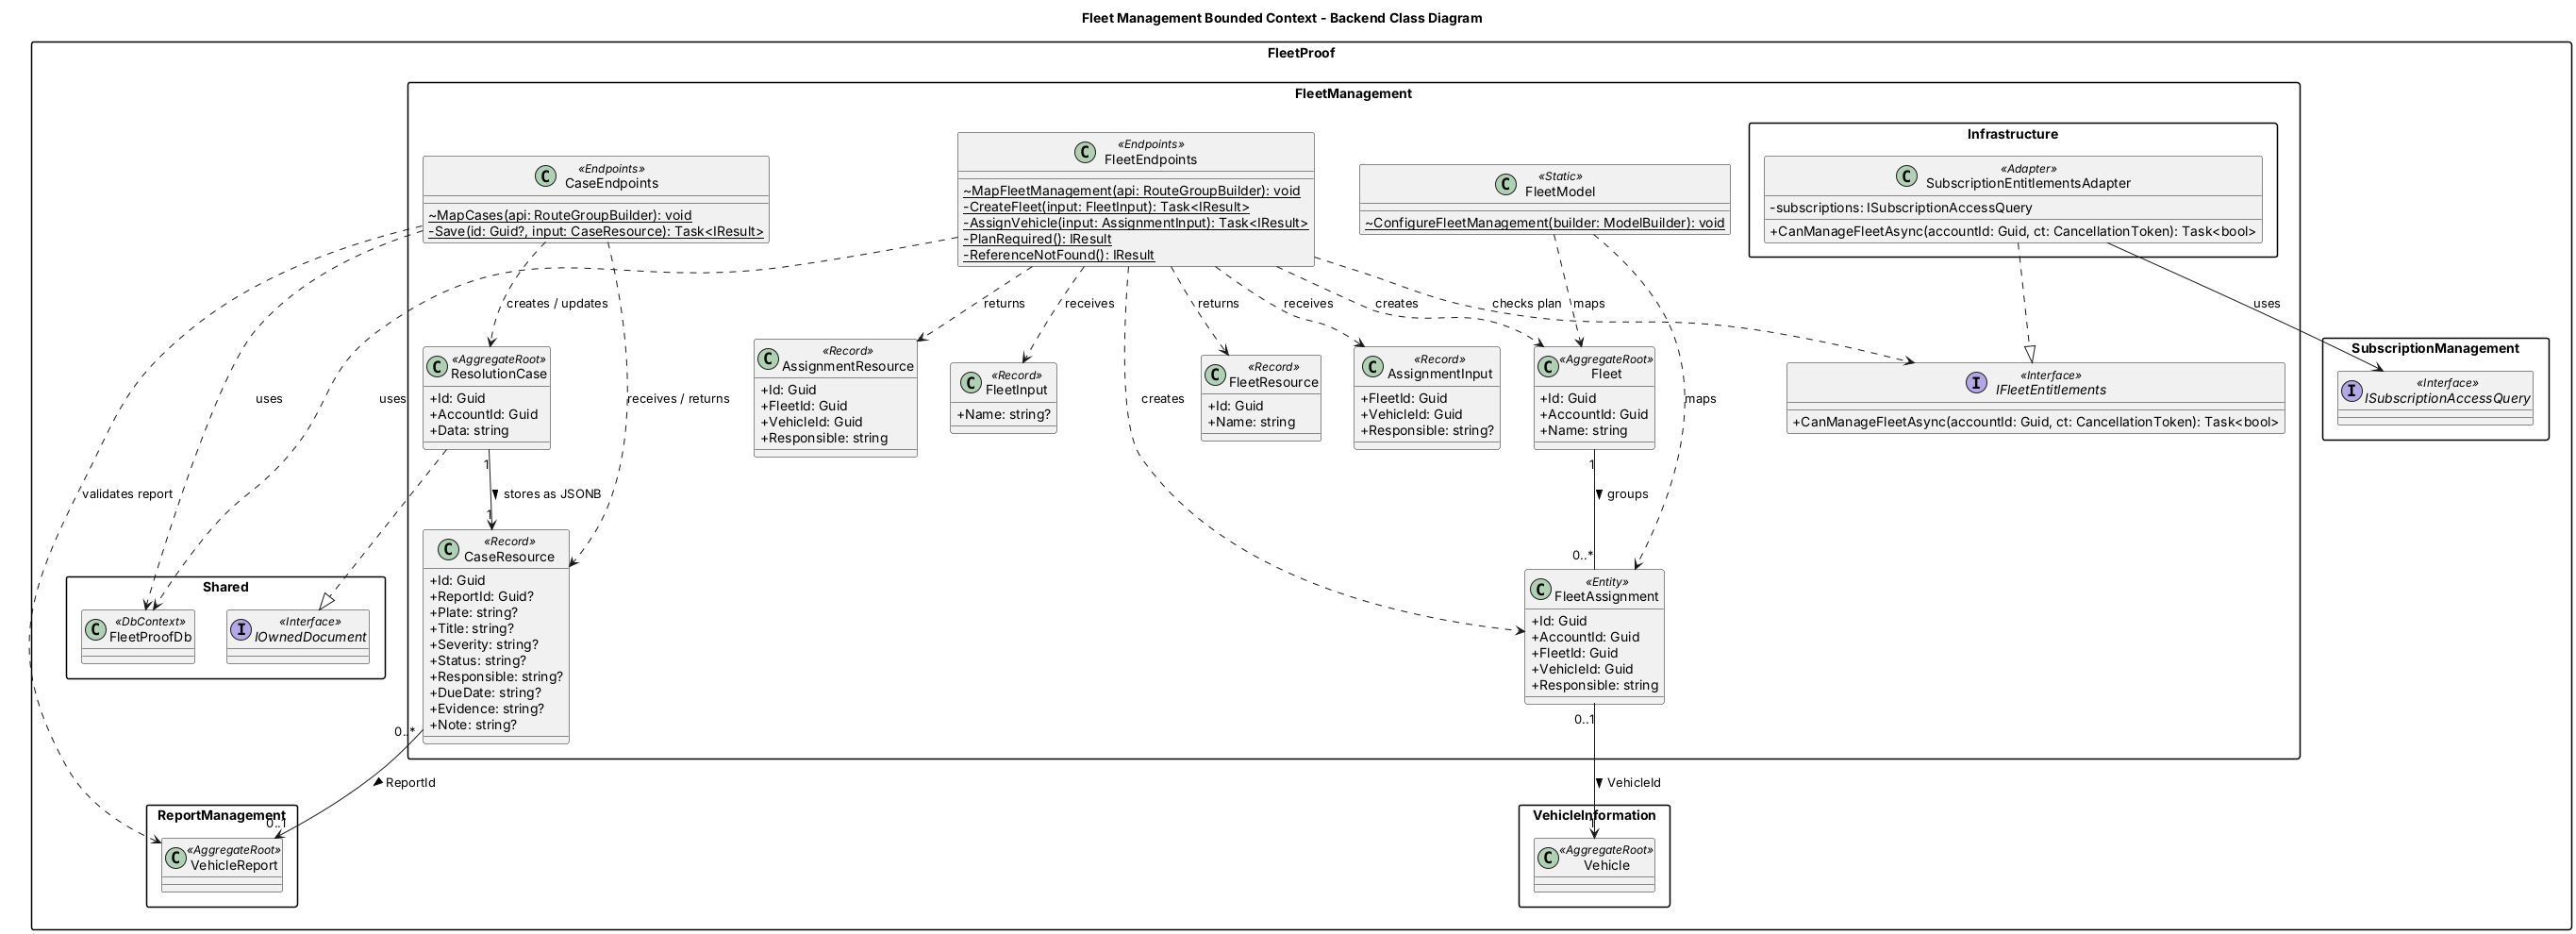 Fleet Management Bounded Context - Backend Class Diagram
FleetProof
FleetManagement
Infrastructure
«Endpoints»
CaseEndpoints
~MapCases(api: RouteGroupBuilder): void
-Save(id: Guid?, input: CaseResource): Task<IResult>
«Endpoints»
FleetEndpoints
~MapFleetManagement(api: RouteGroupBuilder): void
-CreateFleet(input: FleetInput): Task<IResult>
-AssignVehicle(input: AssignmentInput): Task<IResult>
-PlanRequired(): IResult
-ReferenceNotFound(): IResult
«Static»
FleetModel
~ConfigureFleetManagement(builder: ModelBuilder): void
«Adapter»
SubscriptionEntitlementsAdapter
-subscriptions: ISubscriptionAccessQuery
+CanManageFleetAsync(accountId: Guid, ct: CancellationToken): Task<bool>
creates / updates
returns
receives
returns
receives
creates
checks plan
maps
uses
«AggregateRoot»
ResolutionCase
+Id: Guid
+AccountId: Guid
+Data: string
«Record»
AssignmentResource
+Id: Guid
+FleetId: Guid
+VehicleId: Guid
+Responsible: string
«Record»
FleetInput
+Name: string?
«Record»
FleetResource
+Id: Guid
+Name: string
«Record»
AssignmentInput
+FleetId: Guid
+VehicleId: Guid
+Responsible: string?
«AggregateRoot»
Fleet
+Id: Guid
+AccountId: Guid
+Name: string
«Interface»
IFleetEntitlements
+CanManageFleetAsync(accountId: Guid, ct: CancellationToken): Task<bool>
SubscriptionManagement
«Interface»
ISubscriptionAccessQuery
uses
uses
receives / returns
creates
maps
validates report
1
stores as JSONB
1
1
groups
0..*
«Record»
CaseResource
+Id: Guid
+ReportId: Guid?
+Plate: string?
+Title: string?
+Severity: string?
+Status: string?
+Responsible: string?
+DueDate: string?
+Evidence: string?
+Note: string?
Shared
«DbContext»
FleetProofDb
«Interface»
IOwnedDocument
«Entity»
FleetAssignment
+Id: Guid
+AccountId: Guid
+FleetId: Guid
+VehicleId: Guid
+Responsible: string
0..*
0..1
ReportId
VehicleId
ReportManagement
0..1
«AggregateRoot»
VehicleReport
VehicleInformation
1
«AggregateRoot»
Vehicle